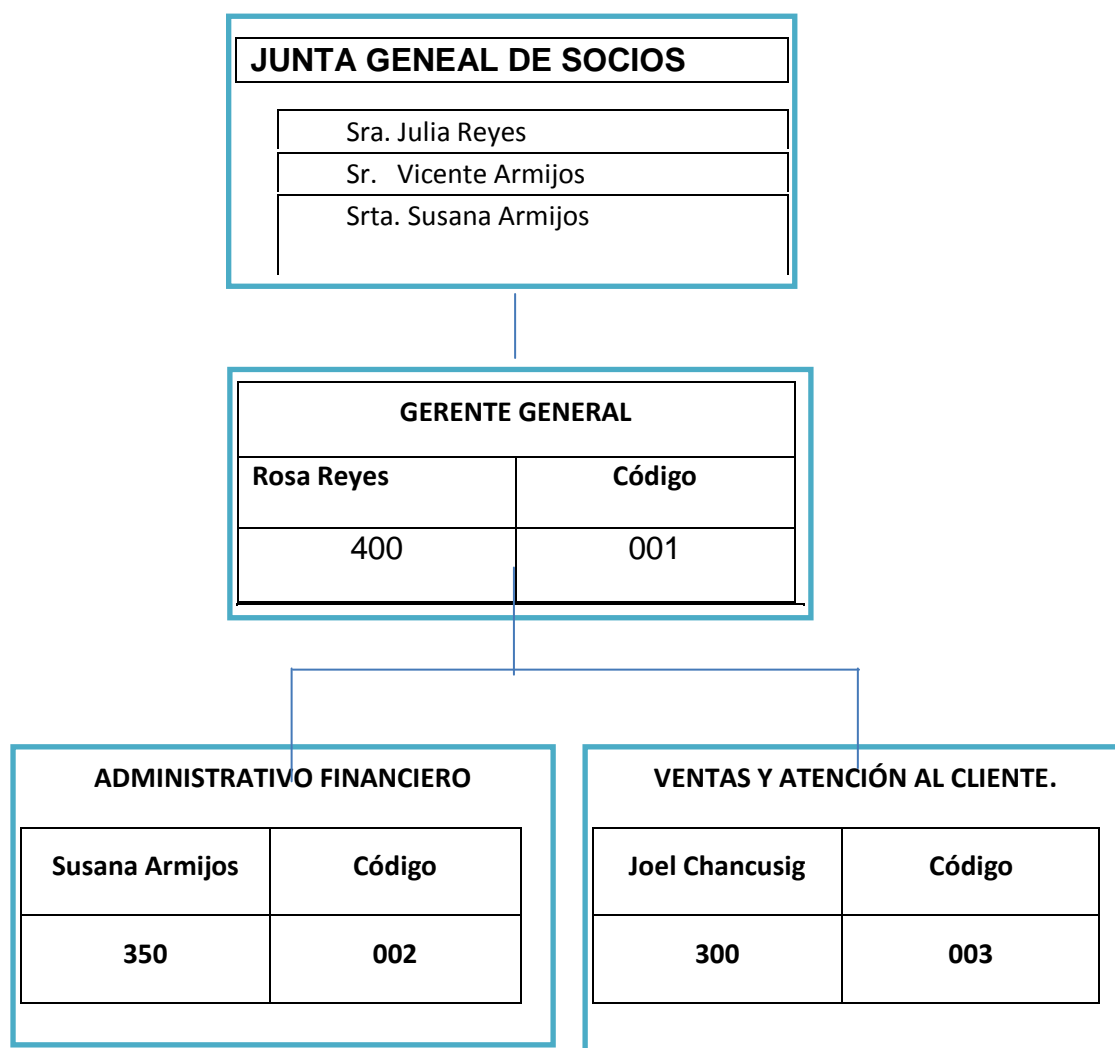 JUNTA GENEAL DE SOCIOS
Sra. Julia Reyes
Sr. Vicente Armijos
Srta. Susana Armijos
GERENTE GENERAL
Rosa Reyes Código
400 001
ADMINISTRATIVO FINANCIERO
Susana Armijos Código
350 002
VENTAS Y ATENCIÓN AL CLIENTE.
Joel Chancusig Código
300 003